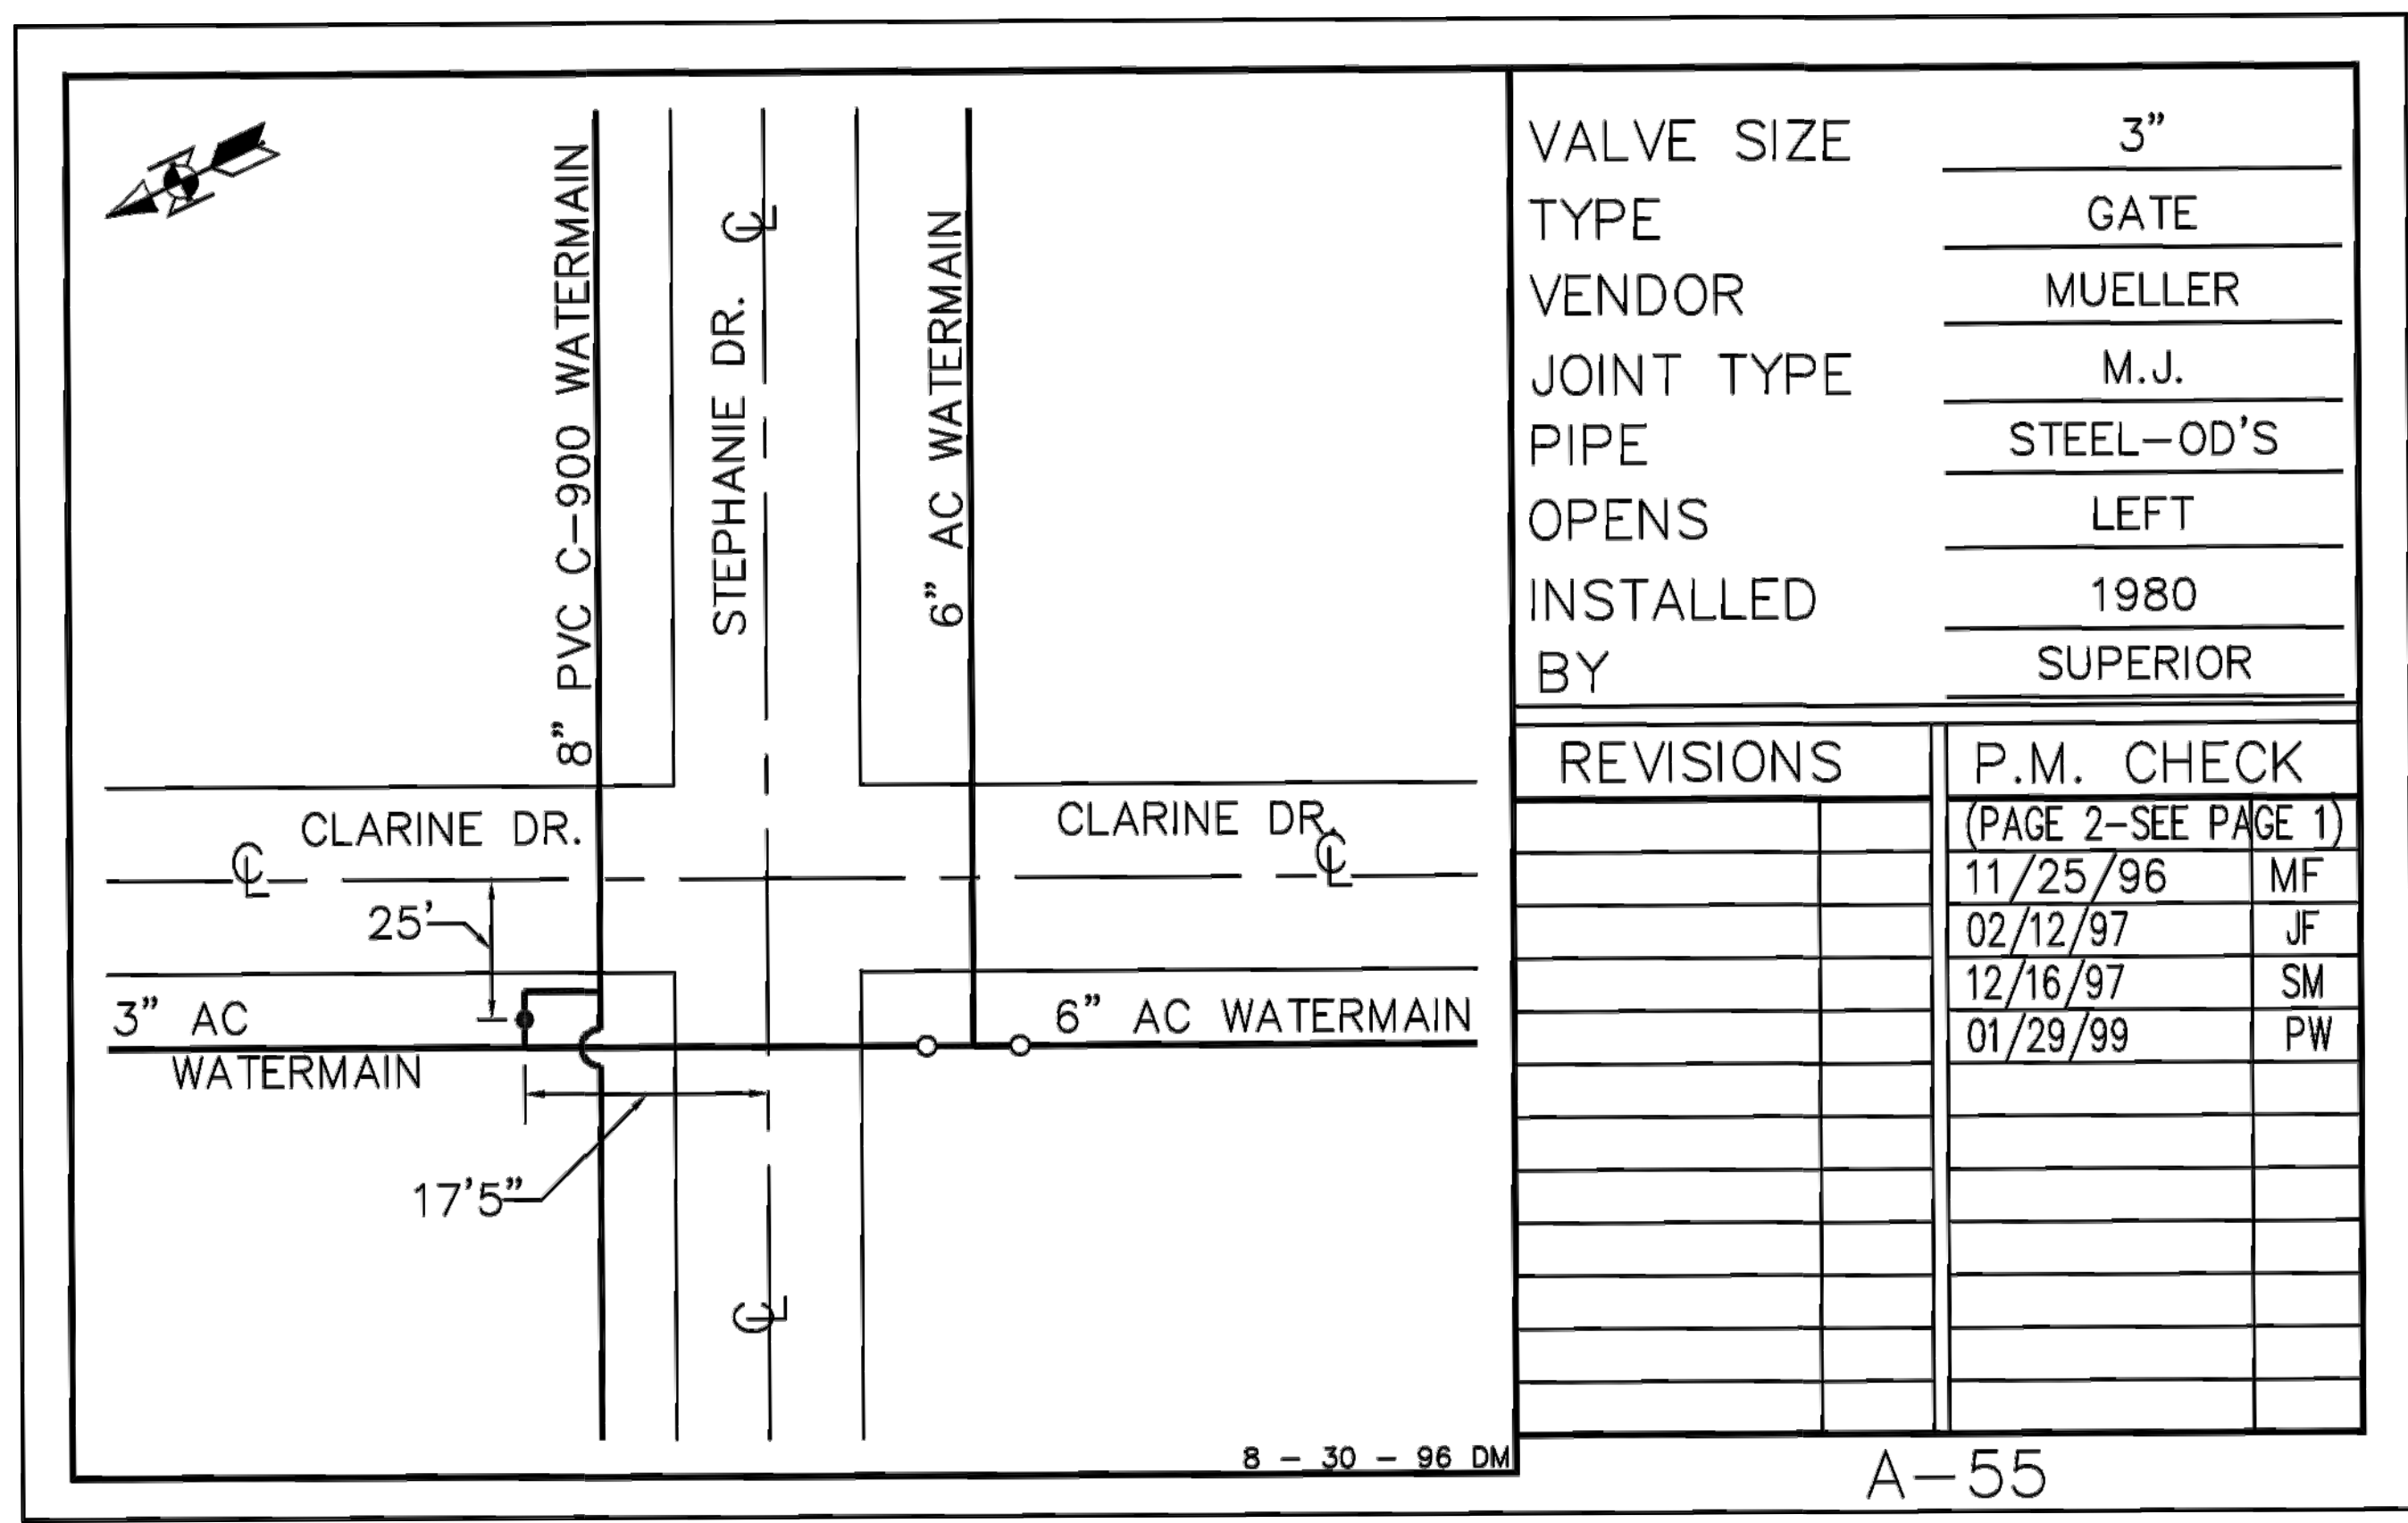 8" PVC C-900 WATERMAIN
STEPHANIE DR.
℄
6" AC WATERMAIN
CLARINE DR.
℄
CLARINE DR.
℄
25'
3" AC
WATERMAIN
6" AC WATERMAIN
17'5"
℄
8 - 30 - 96 DM
VALVE SIZE 3"
TYPE GATE
VENDOR MUELLER
JOINT TYPE M.J.
PIPE STEEL-OD'S
OPENS LEFT
INSTALLED 1980
BY SUPERIOR
REVISIONS P.M. CHECK
(PAGE 2-SEE PAGE 1)
11/25/96 MF
02/12/97 JF
12/16/97 SM
01/29/99 PW
A-55